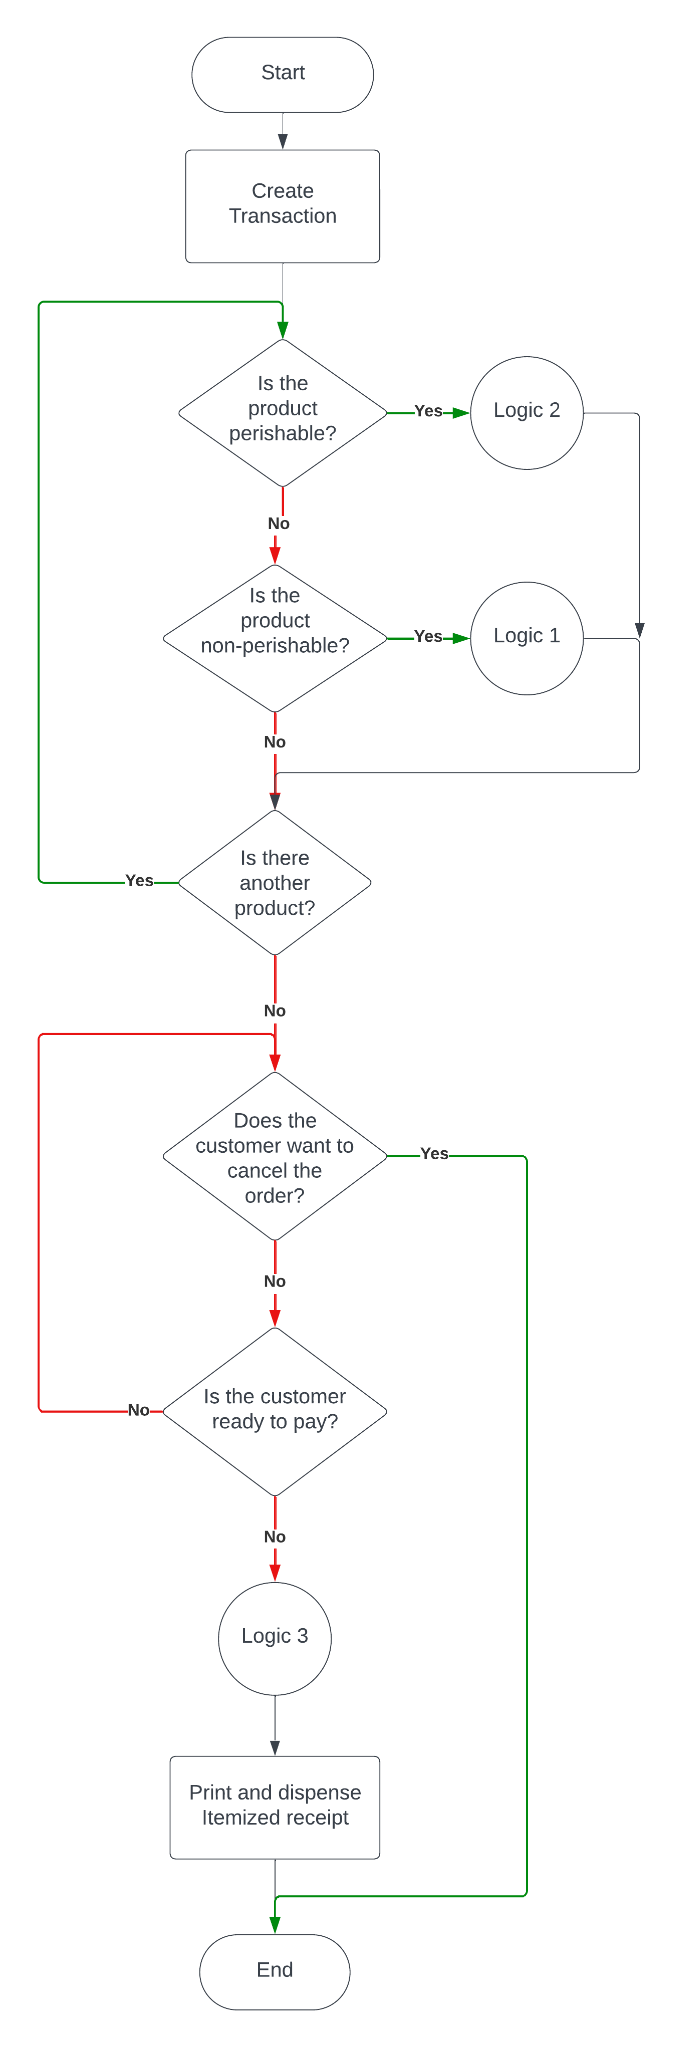 Start
Create
Transaction
Is the
product
perishable?
Yes
Logic 2
No
Is the
product
non-perishable?
Yes
Logic 1
No
Is there
another
product?
Yes
No
Does the
customer want to
cancel the
order?
Yes
No
Is the customer
ready to pay?
No
No
Logic 3
Print and dispense
Itemized receipt
End